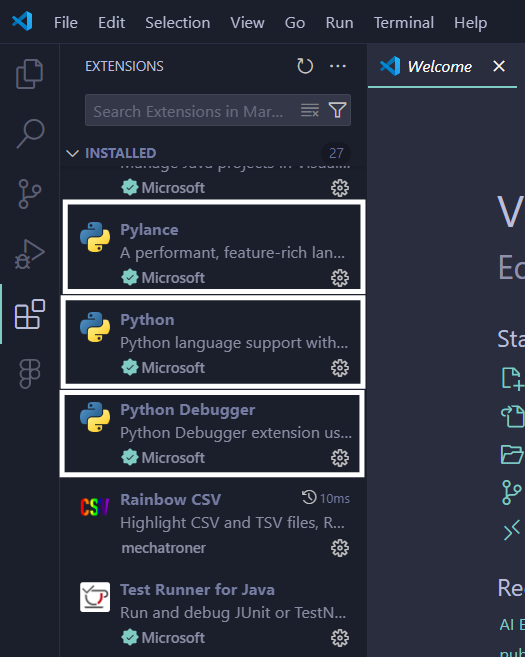 File Edit Selection View Go Run Terminal Help
EXTENSIONS
Welcome
Search Extensions in Mar...
INSTALLED 27
Manage Java projects in Visual...
Microsoft
Pylance
A performant, feature-rich lan...
Microsoft
Python
Python language support with...
Microsoft
Python Debugger
Python Debugger extension us...
Microsoft
CSV
Rainbow CSV 10ms
Highlight CSV and TSV files, R...
mechatroner
Test Runner for Java
Run and debug JUnit or TestN...
Microsoft
V
Ed
Sta
Re
AI E